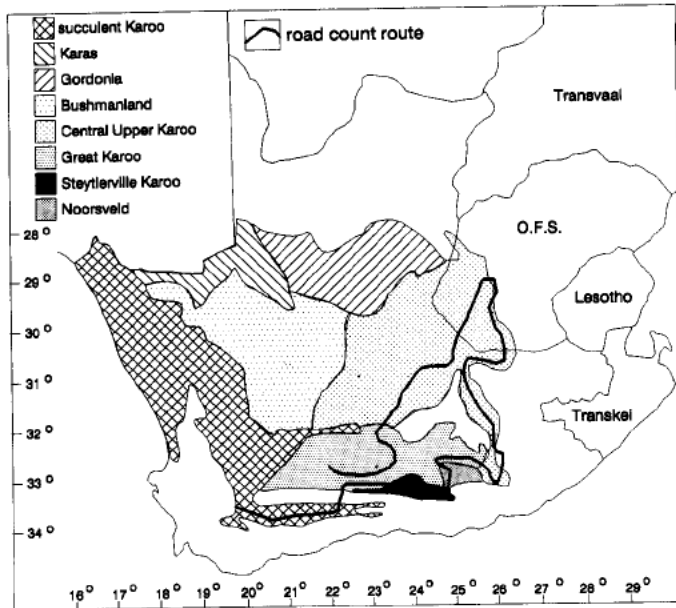 succulent Karoo
Karas
Gordonia
Bushmanland
Central Upper Karoo
Great Karoo
Steytlerville Karoo
Noorsveld
road count route
Transvaal
O.F.S.
Lesotho
Transkei
28°
29°
30°
31°
32°
33°
34°
16° 17° 18° 19° 20° 21° 22° 23° 24° 25° 26° 27° 28° 29°